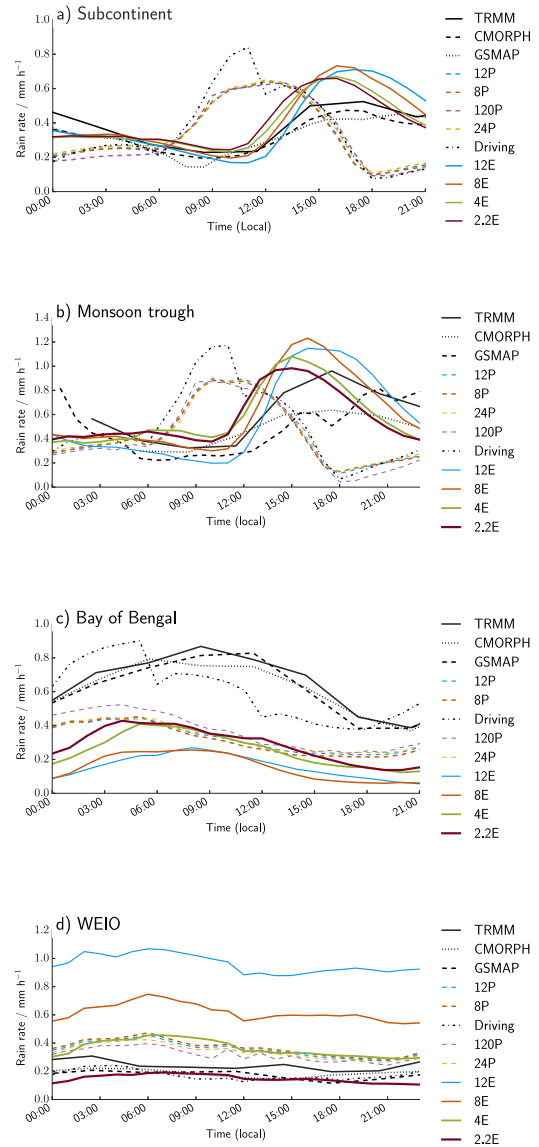 a) Subcontinent
Rain rate / mm h⁻¹
1.0
0.8
0.6
0.4
0.2
0.0
00:00
03:00
06:00
09:00
12:00
15:00
18:00
21:00
Time (Local)
TRMM
CMORPH
GSMAP
12P
8P
120P
24P
Driving
12E
8E
4E
2.2E
b) Monsoon trough
Rain rate / mm h⁻¹
1.4
1.2
1.0
0.8
0.6
0.4
0.2
0.0
00:00
03:00
06:00
09:00
12:00
15:00
18:00
21:00
Time (local)
TRMM
CMORPH
GSMAP
12P
8P
24P
120P
Driving
12E
8E
4E
2.2E
c) Bay of Bengal
Rain rate / mm h⁻¹
1.0
0.8
0.6
0.4
0.2
0.0
00:00
03:00
06:00
09:00
12:00
15:00
18:00
21:00
Time (local)
TRMM
CMORPH
GSMAP
12P
8P
Driving
120P
24P
12E
8E
4E
2.2E
d) WEIO
Rain rate / mm h⁻¹
1.2
1.0
0.8
0.6
0.4
0.2
0.0
00:00
03:00
06:00
09:00
12:00
15:00
18:00
21:00
Time (local)
TRMM
CMORPH
GSMAP
12P
8P
Driving
120P
24P
12E
8E
4E
2.2E